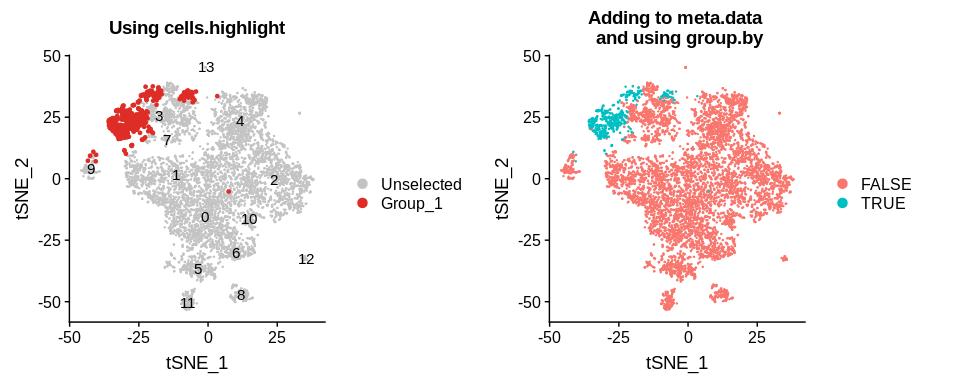 Using cells.highlight
50
25
0
-25
-50
-50
-25
0
25
tSNE_2
tSNE_1
13
3
4
7
9
1
2
0
10
6
12
5
8
11
Unselected
Group_1
Adding to meta.data
and using group.by
50
25
0
-25
-50
-50
-25
0
25
tSNE_2
tSNE_1
FALSE
TRUE